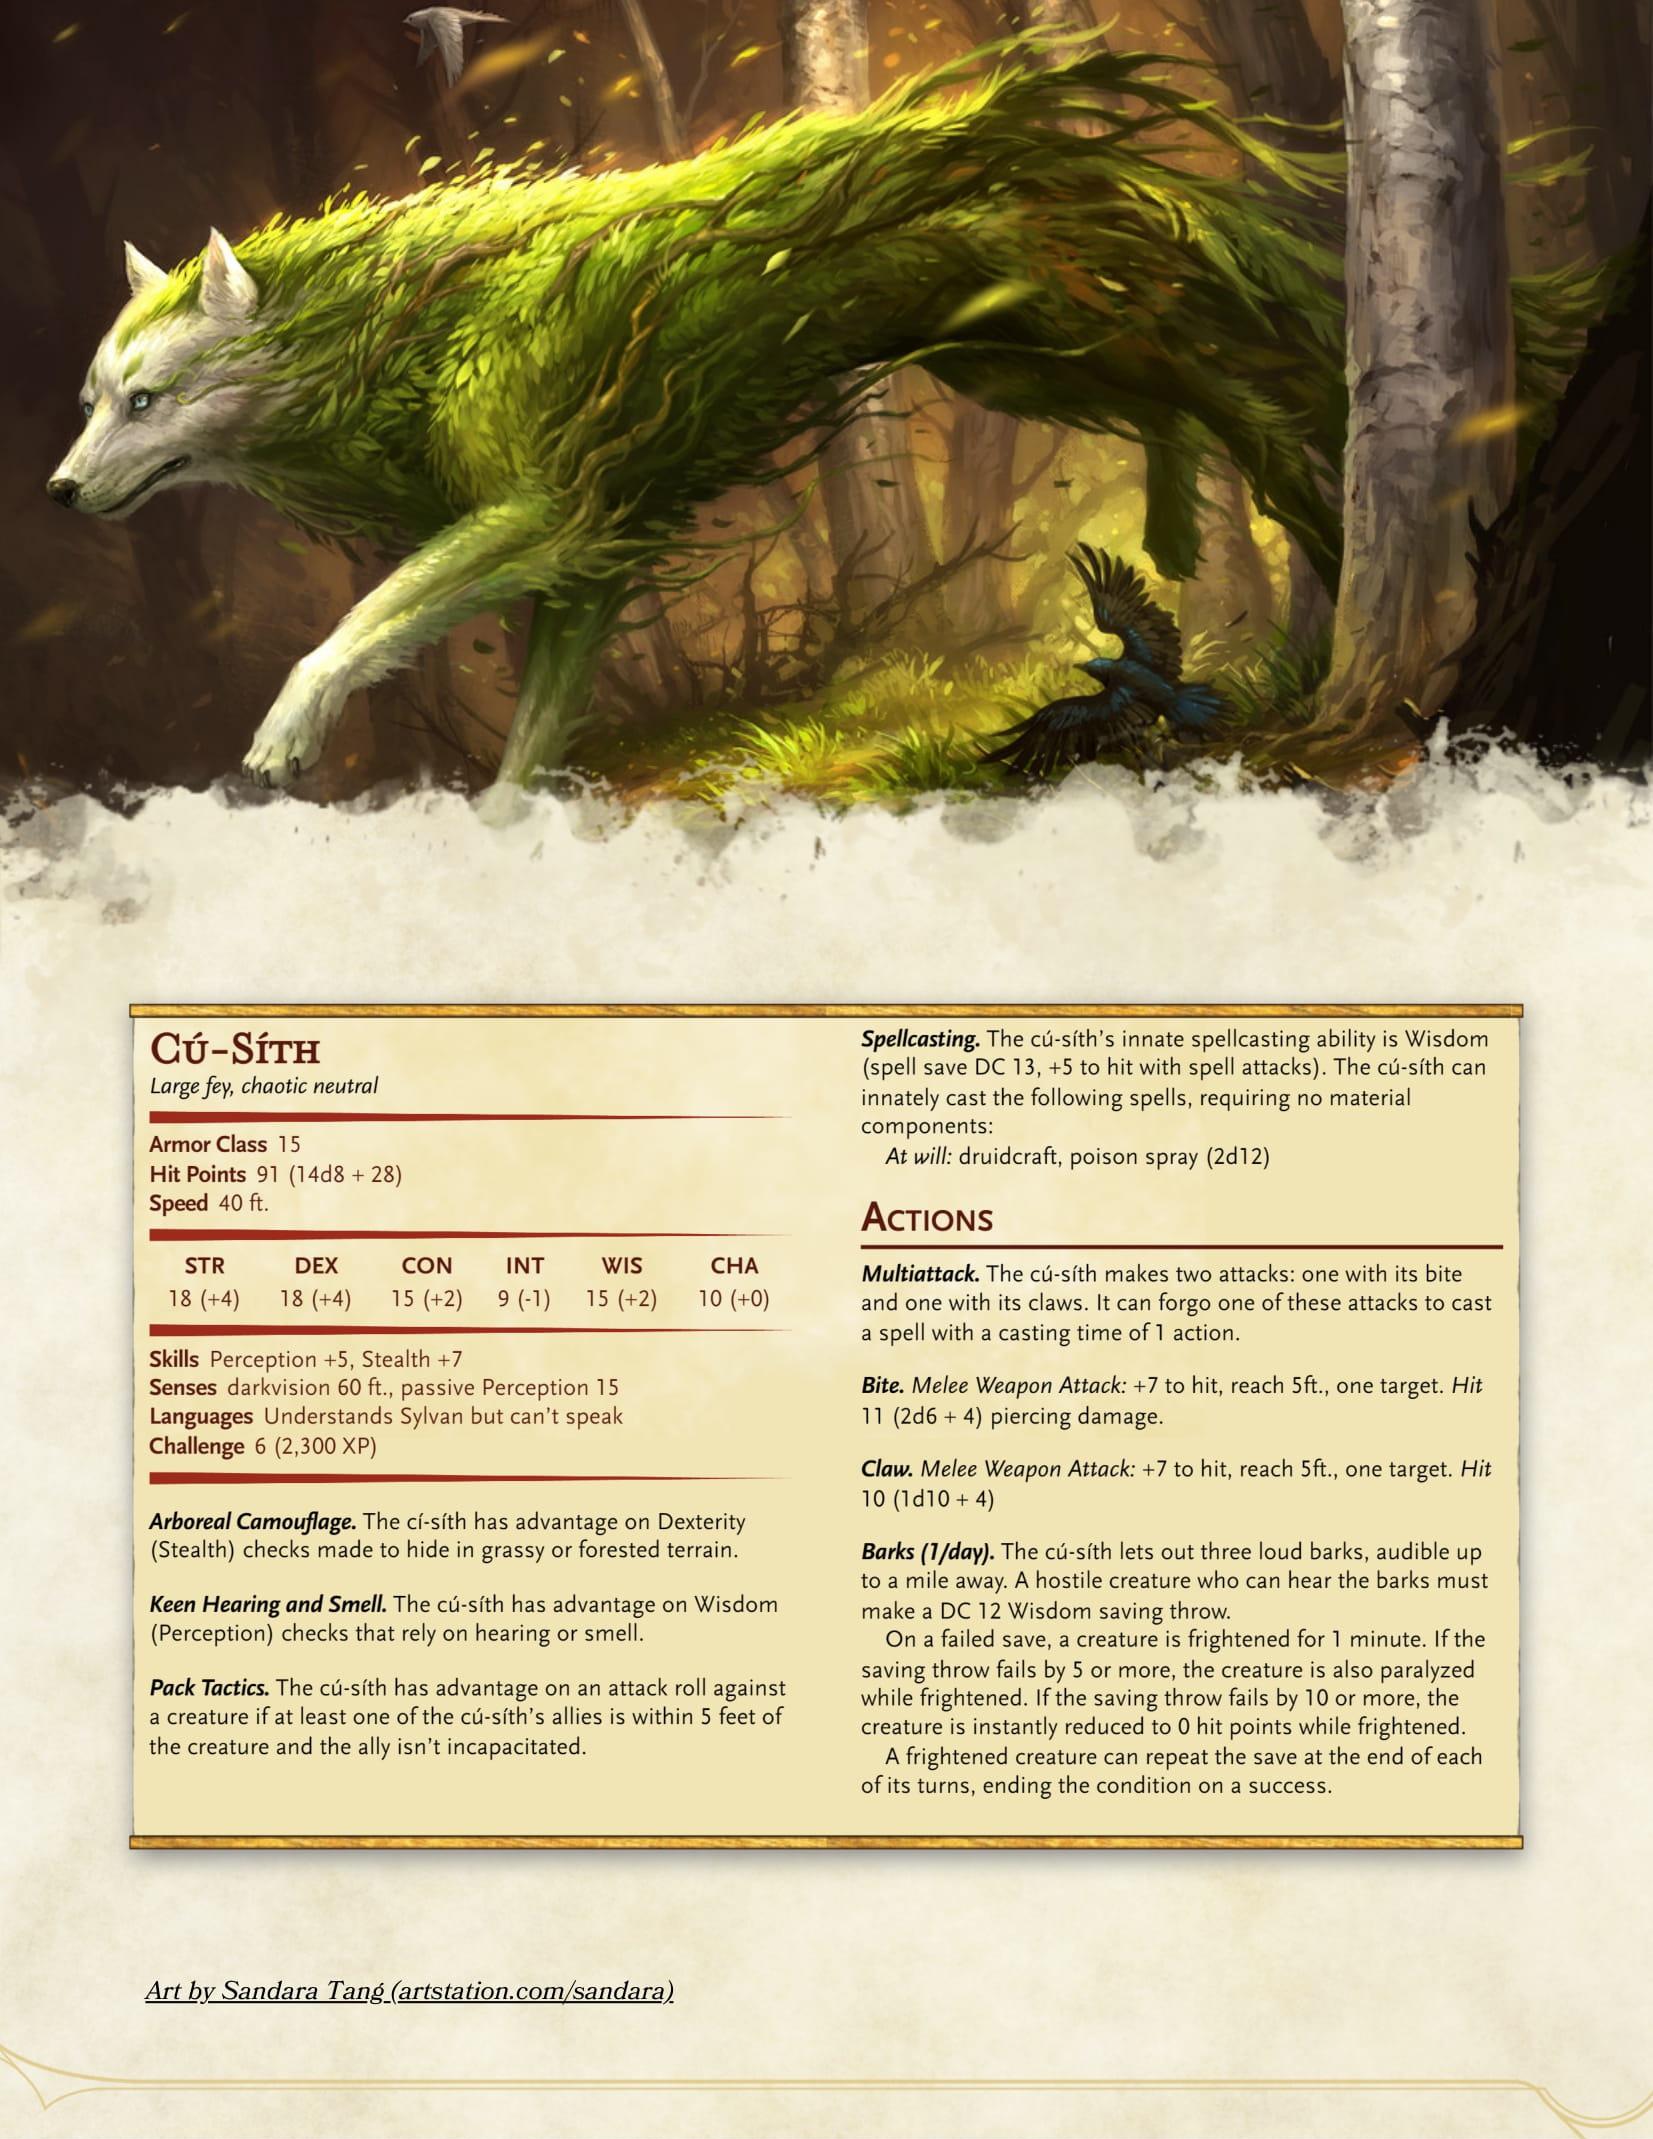 Cú-Síth
Large fey, chaotic neutral
Armor Class 15
Hit Points 91 (14d8 + 28)
Speed 40 ft.
STR DEX CON INT WIS CHA
18 (+4) 18 (+4) 15 (+2) 9 (-1) 15 (+2) 10 (+0)
Skills Perception +5, Stealth +7
Senses darkvision 60 ft., passive Perception 15
Languages Understands Sylvan but can't speak
Challenge 6 (2,300 XP)
Arboreal Camouflage. The cí-síth has advantage on Dexterity
(Stealth) checks made to hide in grassy or forested terrain.
Keen Hearing and Smell. The cú-síth has advantage on Wisdom
(Perception) checks that rely on hearing or smell.
Pack Tactics. The cú-síth has advantage on an attack roll against
a creature if at least one of the cú-síth's allies is within 5 feet of
the creature and the ally isn't incapacitated.
Spellcasting. The cú-síth's innate spellcasting ability is Wisdom
(spell save DC 13, +5 to hit with spell attacks). The cú-síth can
innately cast the following spells, requiring no material
components:
At will: druidcraft, poison spray (2d12)
Actions
Multiattack. The cú-síth makes two attacks: one with its bite
and one with its claws. It can forgo one of these attacks to cast
a spell with a casting time of 1 action.
Bite. Melee Weapon Attack: +7 to hit, reach 5ft., one target. Hit
11 (2d6 + 4) piercing damage.
Claw. Melee Weapon Attack: +7 to hit, reach 5ft., one target. Hit
10 (1d10 + 4)
Barks (1/day). The cú-síth lets out three loud barks, audible up
to a mile away. A hostile creature who can hear the barks must
make a DC 12 Wisdom saving throw.
On a failed save, a creature is frightened for 1 minute. If the
saving throw fails by 5 or more, the creature is also paralyzed
while frightened. If the saving throw fails by 10 or more, the
creature is instantly reduced to 0 hit points while frightened.
A frightened creature can repeat the save at the end of each
of its turns, ending the condition on a success.
Art by Sandara Tang (artstation.com/sandara)